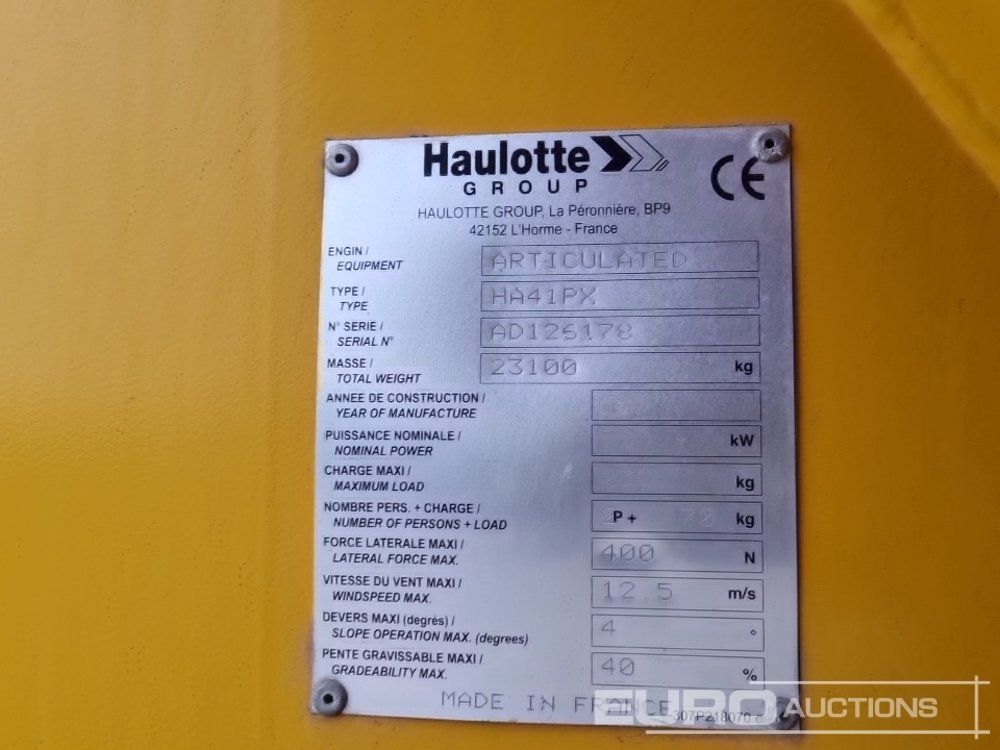 Haulotte
GROUP
CE
HAULOTTE GROUP, La Péronnière, BP9
42152 L'Horme - France
ENGIN / ARTICULATED
EQUIPMENT
TYPE / HA41PX
TYPE
N° SERIE / AD126178
SERIAL N°
MASSE / 23100 kg
TOTAL WEIGHT
ANNEE DE CONSTRUCTION /
YEAR OF MANUFACTURE
PUISSANCE NOMINALE / kW
NOMINAL POWER
CHARGE MAXI / kg
MAXIMUM LOAD
NOMBRE PERS. + CHARGE / P + 70 kg
NUMBER OF PERSONS + LOAD
FORCE LATERALE MAXI / 400 N
LATERAL FORCE MAX.
VITESSE DU VENT MAXI / 12.5 m/s
WINDSPEED MAX.
DEVERS MAXI (degrés) / 4 °
SLOPE OPERATION MAX. (degrees)
PENTE GRAVISSABLE MAXI / 40 %
GRADEABILITY MAX.
MADE IN FRANCE
EURO AUCTIONS